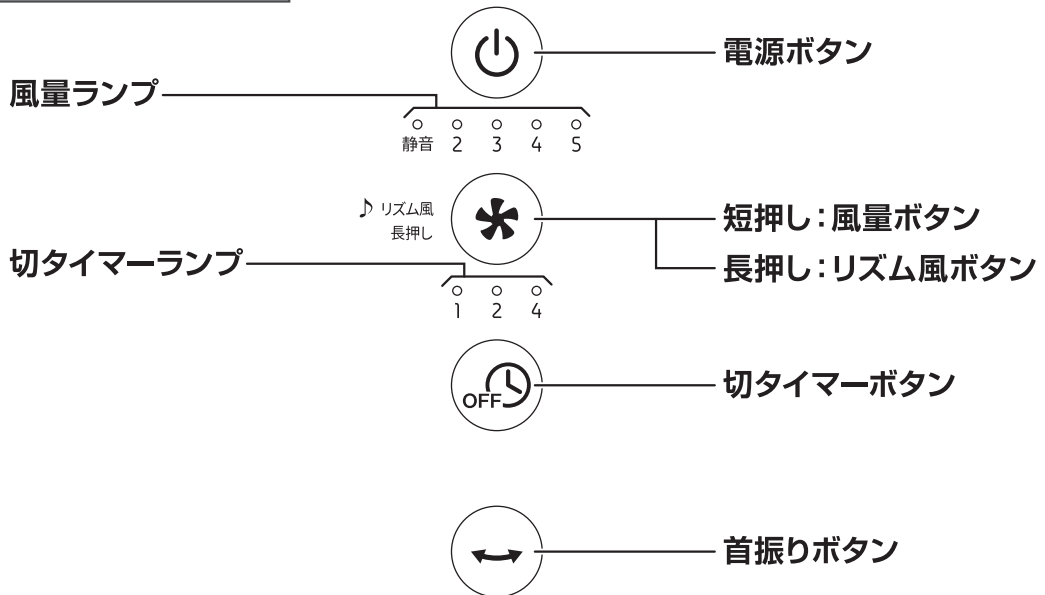 電源ボタン
風量ランプ
静音 2 3 4 5
♪ リズム風
長押し
短押し：風量ボタン
長押し：リズム風ボタン
切タイマーランプ
1 2 4
OFF
切タイマーボタン
首振りボタン